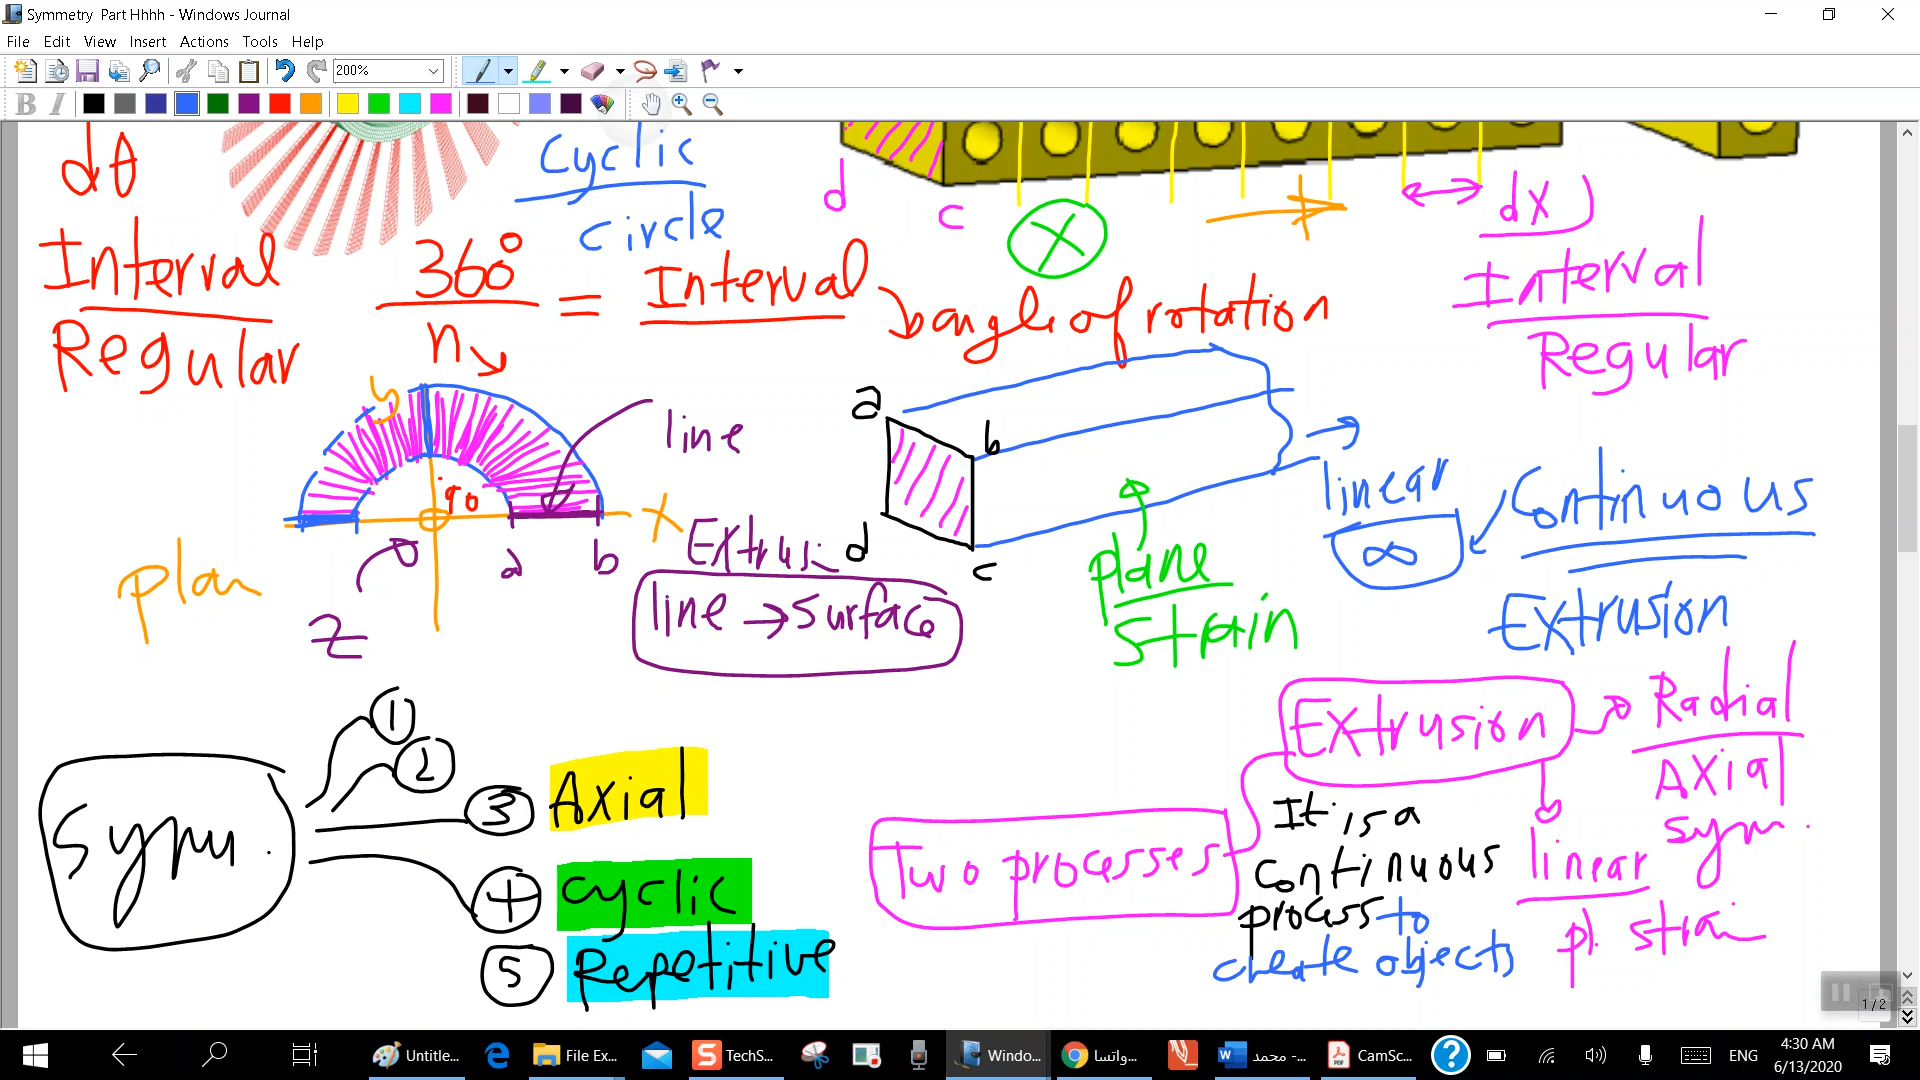 Symmetry Part Hhhh - Windows Journal
File Edit View Insert Actions Tools Help
200%
B I
dθ
Cyclic
circle
d
c
X
+
dx
Interval
Regular
360°
n
=
Interval
angle of rotation
Interval
Regular
y
line
90
X
a
b
plan
Z
Extrusi
line → surface
a
b
d
c
linear
∞
Continuous
Extrusion
plane
strain
Sym.
1
2
3 Axial
cyclic
5 Repetitive
Two processes
Extrusion
Radial
Axial
sym.
It is a
continuous
process to
create objects
linear
pl. strain
1/2
Untitle...
File Ex...
TechS...
Windo...
واتسا...
محمد -...
CamSc...
ENG
4:30 AM
6/13/2020